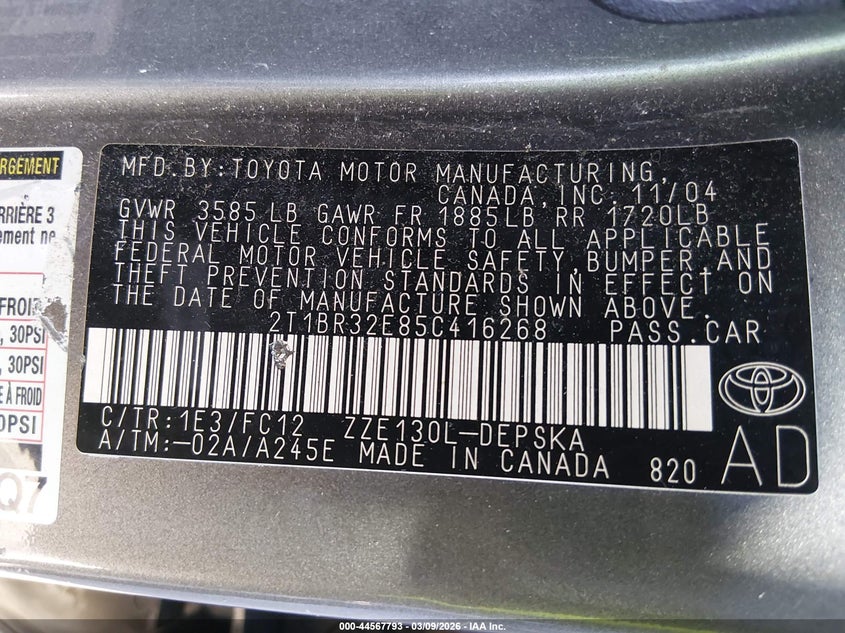 RGEMENT
RRIÈRE 3
ement ne
FROID
, 30PSI
, 30PSI
E À FROID
0PSI
Q7
MFD.BY:TOYOTA MOTOR MANUFACTURING,
CANADA,INC. 11/04
GVWR 3585LB GAWR FR 1885LB RR 1720LB
THIS VEHICLE CONFORMS TO ALL APPLICABLE
FEDERAL MOTOR VEHICLE SAFETY,BUMPER,AND
THEFT PREVENTION STANDARDS IN EFFECT ON
THE DATE OF MANUFACTURE SHOWN ABOVE.
2T1BR32E85C416268 PASS.CAR
C/TR:1E3/FC12 ZZE130L-DEPSKA
A/TM:-02A/A245E MADE IN CANADA 820
AD
000-44567793 - 03/09/2026 - IAA Inc.